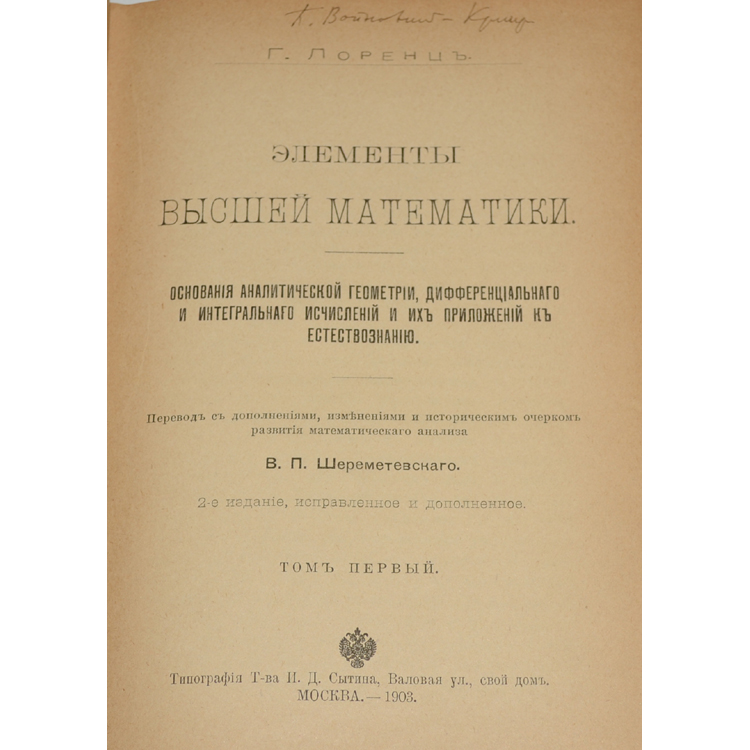 Г. Лоренцъ.
ЭЛЕМЕНТЫ
ВЫСШЕЙ МАТЕМАТИКИ.
ОСНОВАНІЯ АНАЛИТИЧЕСКОЙ ГЕОМЕТРІИ, ДИФФЕРЕНЦІАЛЬНАГО
И ИНТЕГРАЛЬНАГО ИСЧИСЛЕНІЙ И ИХЪ ПРИЛОЖЕНІЙ КЪ
ЕСТЕСТВОЗНАНІЮ.
Переводъ съ дополненіями, измѣненіями и историческимъ очеркомъ
развитія математическаго анализа
В. П. Шереметевскаго.
2-е изданіе, исправленное и дополненное.
ТОМЪ ПЕРВЫЙ.
Типографія Т-ва И. Д. Сытина, Валовая ул., свой домъ.
МОСКВА.—1903.